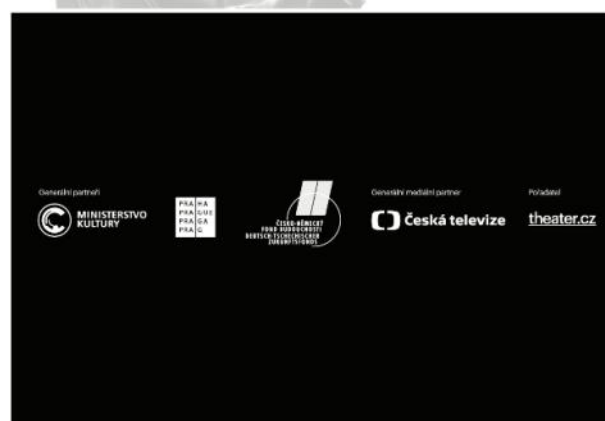 Generální partneři
MINISTERSTVO
KULTURY
PRA HA
PRA GUE
PRA GA
PRA G
ČESKO-NĚMECKÝ
FOND BUDOUCNOSTI
DEUTSCH-TSCHECHISCHER
ZUKUNFTSFONDS
Generální mediální partner
Česká televize
Pořadatel
theater.cz